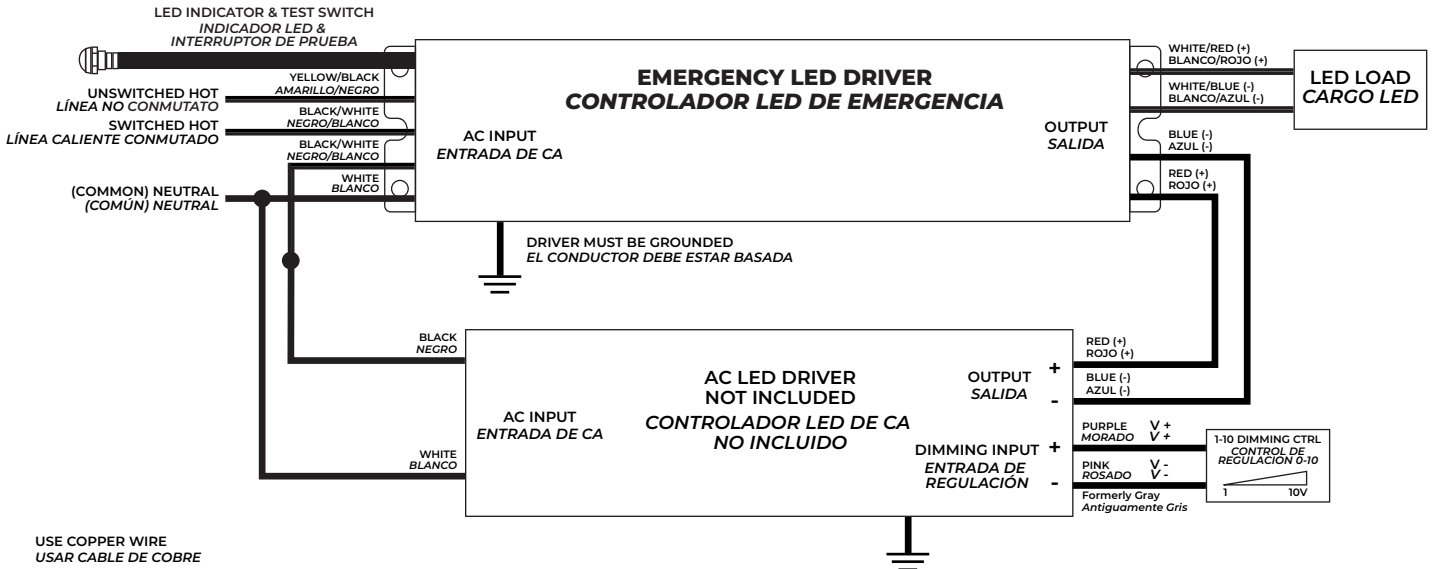 LED INDICATOR & TEST SWITCH
INDICADOR LED &
INTERRUPTOR DE PRUEBA
YELLOW/BLACK
AMARILLO/NEGRO
UNSWITCHED HOT
LÍNEA NO CONMUTATO
BLACK/WHITE
NEGRO/BLANCO
SWITCHED HOT
LÍNEA CALIENTE CONMUTADO
BLACK/WHITE
NEGRO/BLANCO
WHITE
BLANCO
(COMMON) NEUTRAL
(COMÚN) NEUTRAL
EMERGENCY LED DRIVER
CONTROLADOR LED DE EMERGENCIA
AC INPUT
ENTRADA DE CA
OUTPUT
SALIDA
WHITE/RED (+)
BLANCO/ROJO (+)
WHITE/BLUE (-)
BLANCO/AZUL (-)
LED LOAD
CARGO LED
BLUE (-)
AZUL (-)
RED (+)
ROJO (+)
DRIVER MUST BE GROUNDED
EL CONDUCTOR DEBE ESTAR BASADA
BLACK
NEGRO
WHITE
BLANCO
AC INPUT
ENTRADA DE CA
AC LED DRIVER
NOT INCLUDED
CONTROLADOR LED DE CA
NO INCLUIDO
OUTPUT
SALIDA
+
-
RED (+)
ROJO (+)
BLUE (-)
AZUL (-)
DIMMING INPUT
ENTRADA DE
REGULACIÓN
+
-
PURPLE V +
MORADO V +
PINK V -
ROSADO V -
Formerly Gray
Antiguamente Gris
1-10 DIMMING CTRL
CONTROL DE
REGULACIÓN 0-10
1 10V
USE COPPER WIRE
USAR CABLE DE COBRE